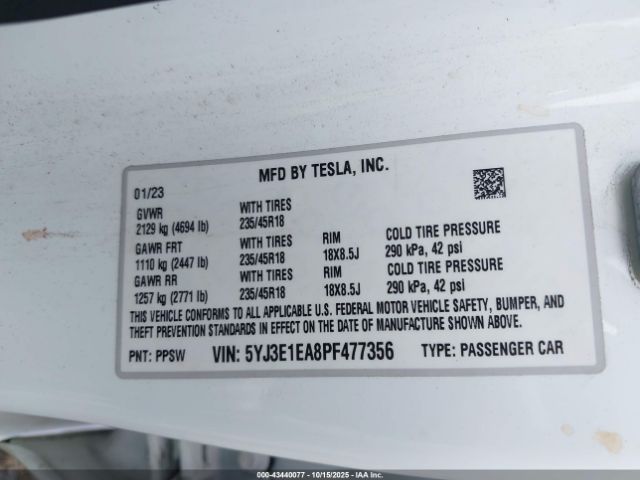 MFD BY TESLA, INC.
01/23
GVWR WITH TIRES
2129 kg (4694 lb) 235/45R18
GAWR FRT WITH TIRES RIM COLD TIRE PRESSURE
1110 kg (2447 lb) 235/45R18 18X8.5J 290 kPa, 42 psi
GAWR RR WITH TIRES RIM COLD TIRE PRESSURE
1257 kg (2771 lb) 235/45R18 18X8.5J 290 kPa, 42 psi
THIS VEHICLE CONFORMS TO ALL APPLICABLE U.S. FEDERAL MOTOR VEHICLE SAFETY, BUMPER, AND
THEFT PREVENTION STANDARDS IN EFFECT ON THE DATE OF MANUFACTURE SHOWN ABOVE.
PNT: PPSW VIN: 5YJ3E1EA8PF477356 TYPE: PASSENGER CAR
000-43440077 - 10/15/2025 - © IAA Inc.